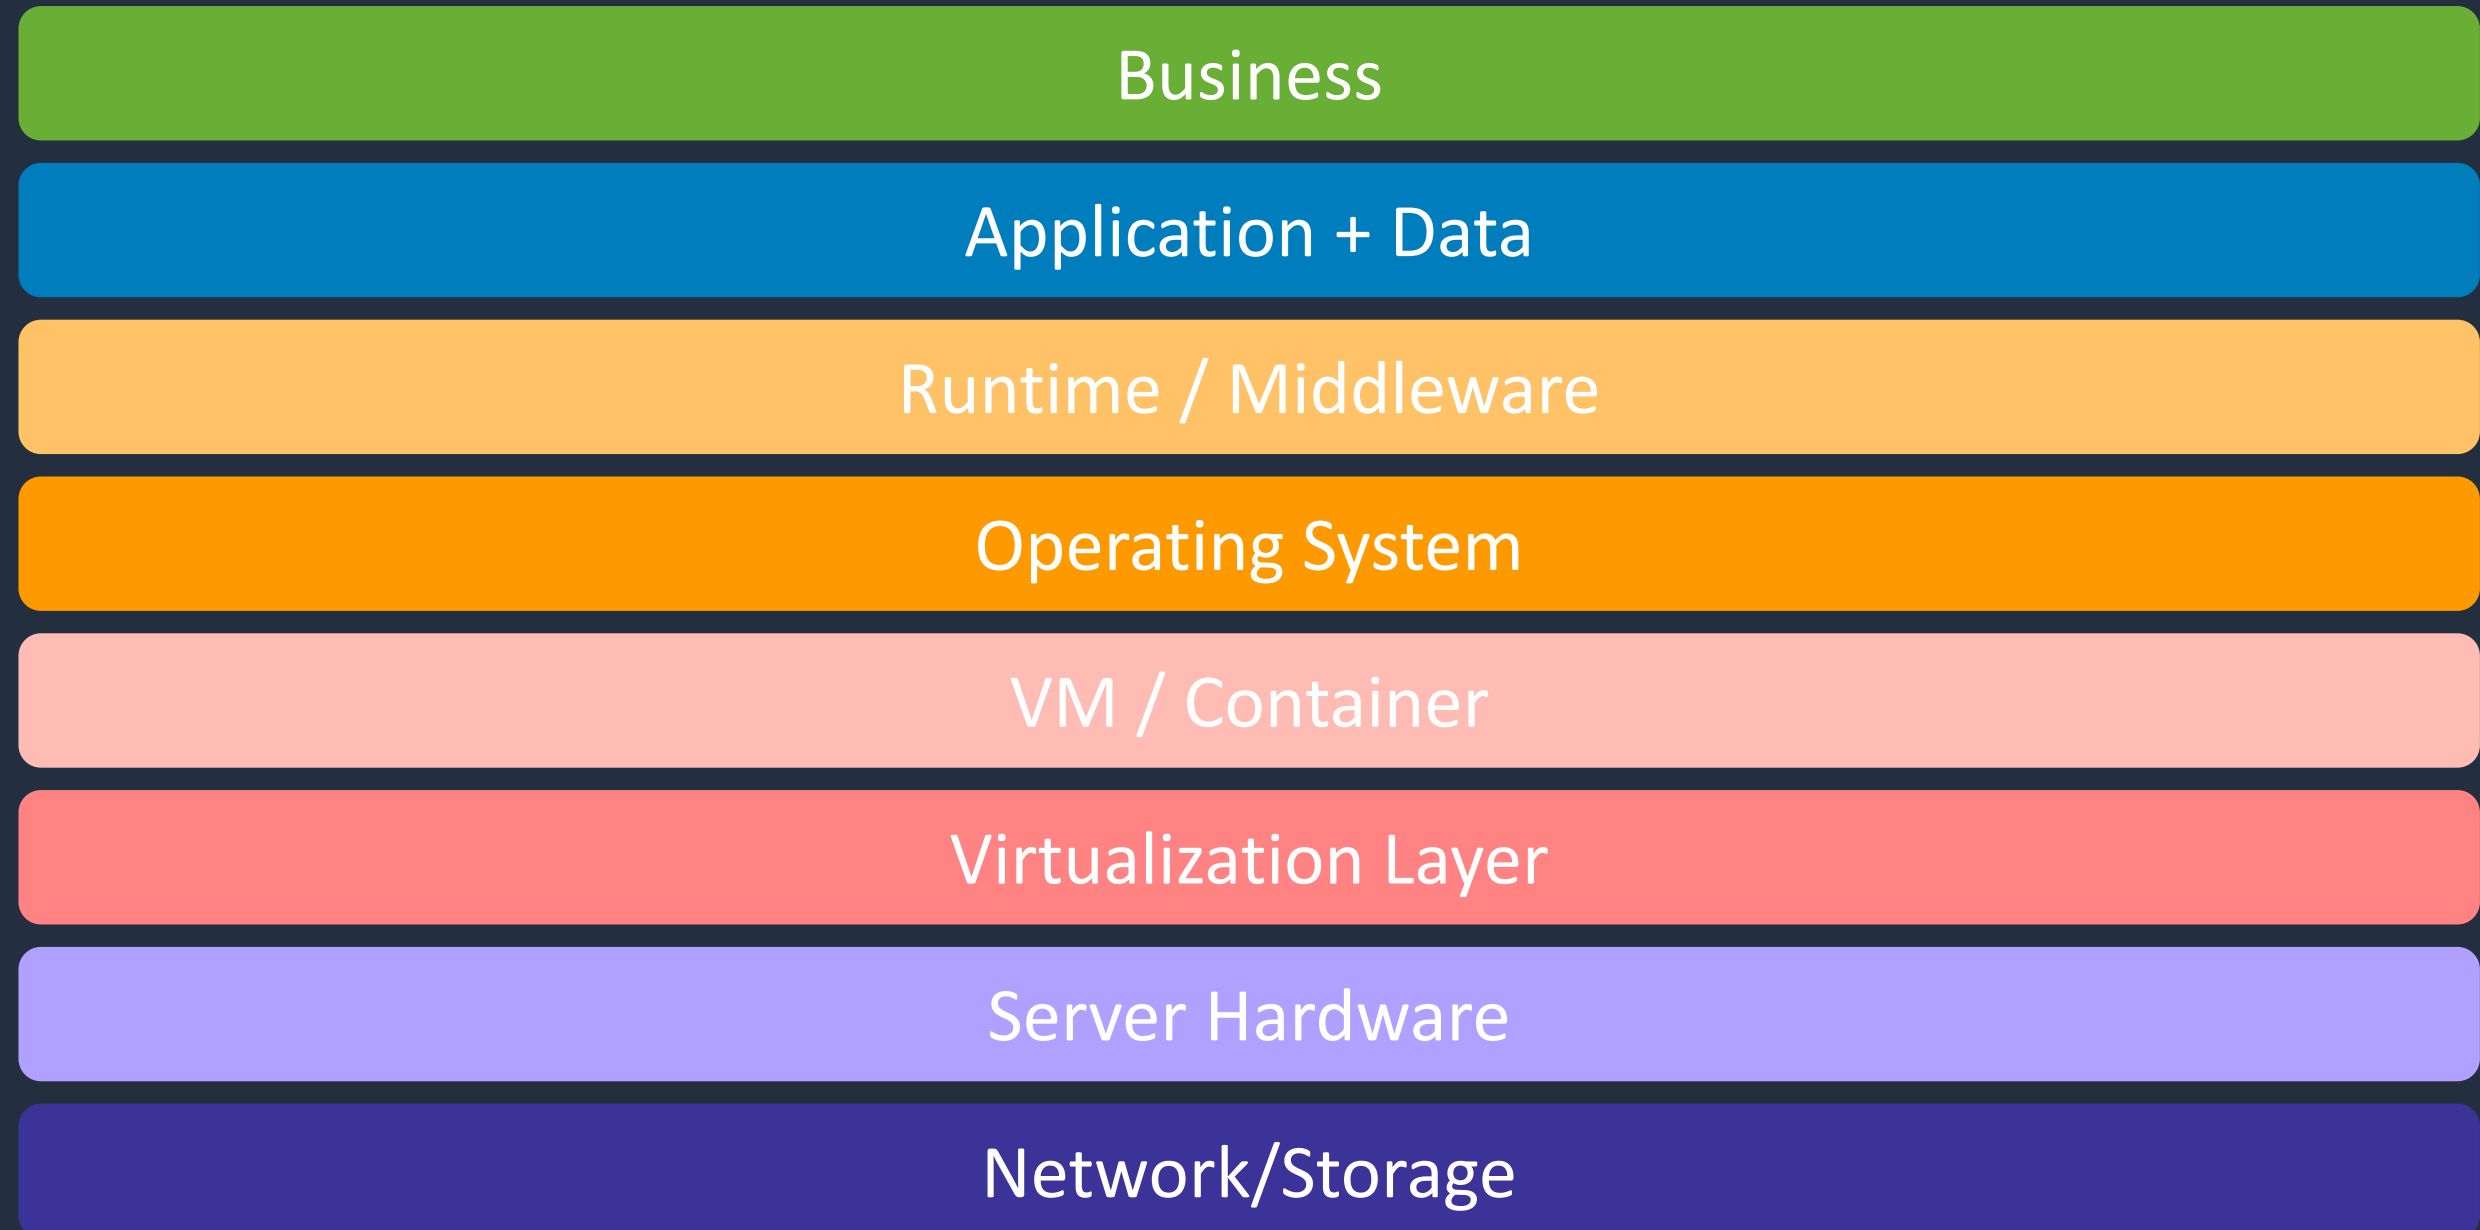 Business
Application + Data
Runtime / Middleware
Operating System
VM / Container
Virtualization Layer
Server Hardware
Network/Storage